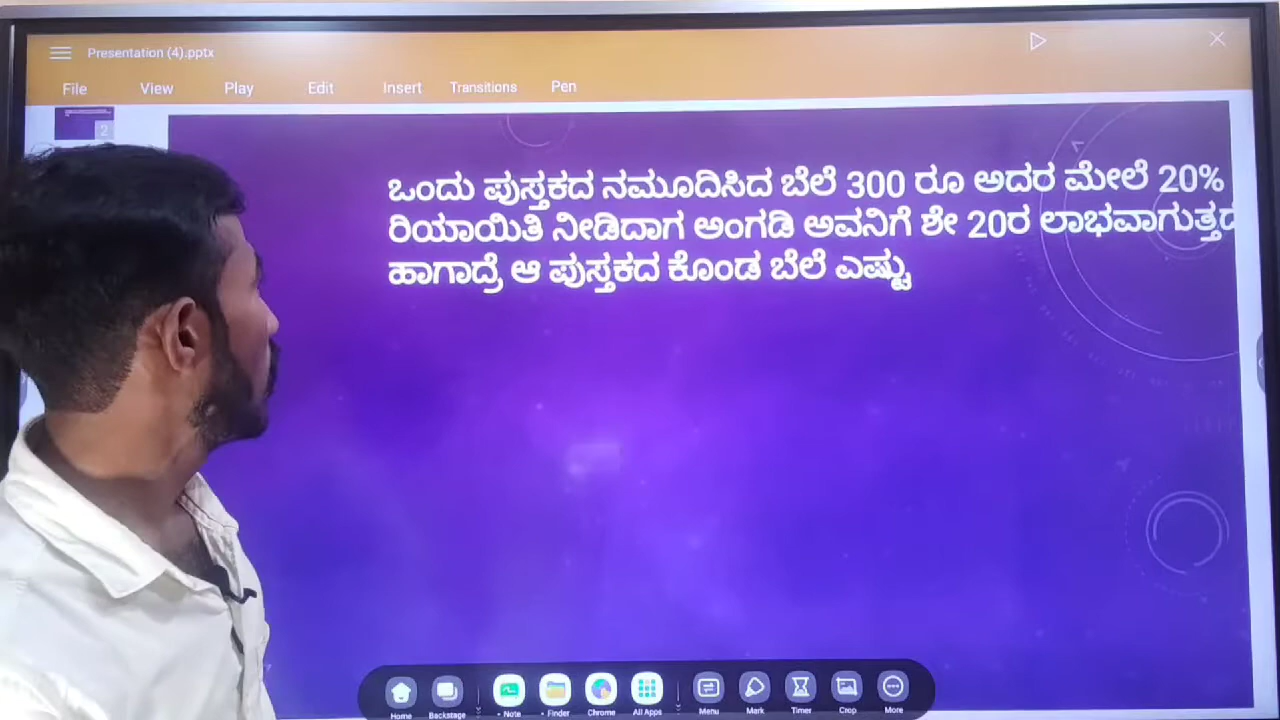 Presentation (4).pptx
File View Play Edit Insert Transitions Pen
2
ಒಂದು ಪುಸ್ತಕದ ನಮೂದಿಸಿದ ಬೆಲೆ 300 ರೂ ಅದರ ಮೇಲೆ 20%
ರಿಯಾಯಿತಿ ನೀಡಿದಾಗ ಅಂಗಡಿ ಅವನಿಗೆ ಶೇ 20ರ
ಹಾಗಾದ್ರೆ ಆ ಪುಸ್ತಕದ ಕೊಂಡ ಬೆಲೆ ಎಷ್ಟು
Home Backstage Note Finder Chrome All Apps Menu Mark Timer Crop More